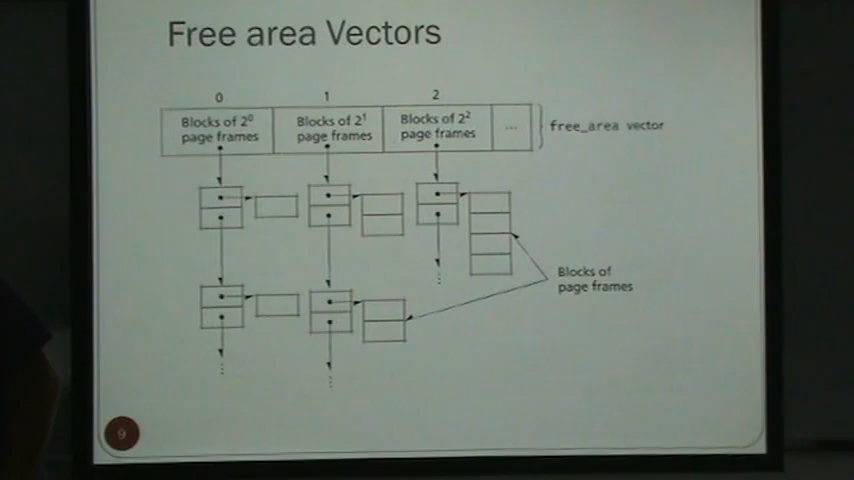 Free area Vectors
0 1 2
Blocks of 2⁰ page frames
Blocks of 2¹ page frames
Blocks of 2² page frames
...
free_area vector
Blocks of
page frames
9